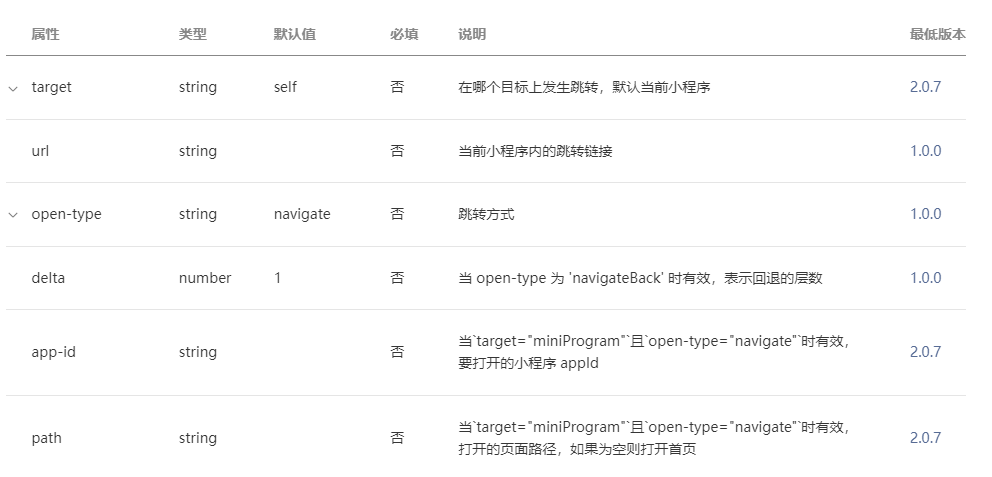 属性 类型 默认值 必填 说明 最低版本
target string self 否 在哪个目标上发生跳转，默认当前小程序 2.0.7
url string 否 当前小程序内的跳转链接 1.0.0
open-type string navigate 否 跳转方式 1.0.0
delta number 1 否 当 open-type 为 'navigateBack' 时有效，表示回退的层数 1.0.0
app-id string 否 当`target="miniProgram"`且`open-type="navigate"`时有效，
要打开的小程序 appId 2.0.7
path string 否 当`target="miniProgram"`且`open-type="navigate"`时有效，
打开的页面路径，如果为空则打开首页 2.0.7